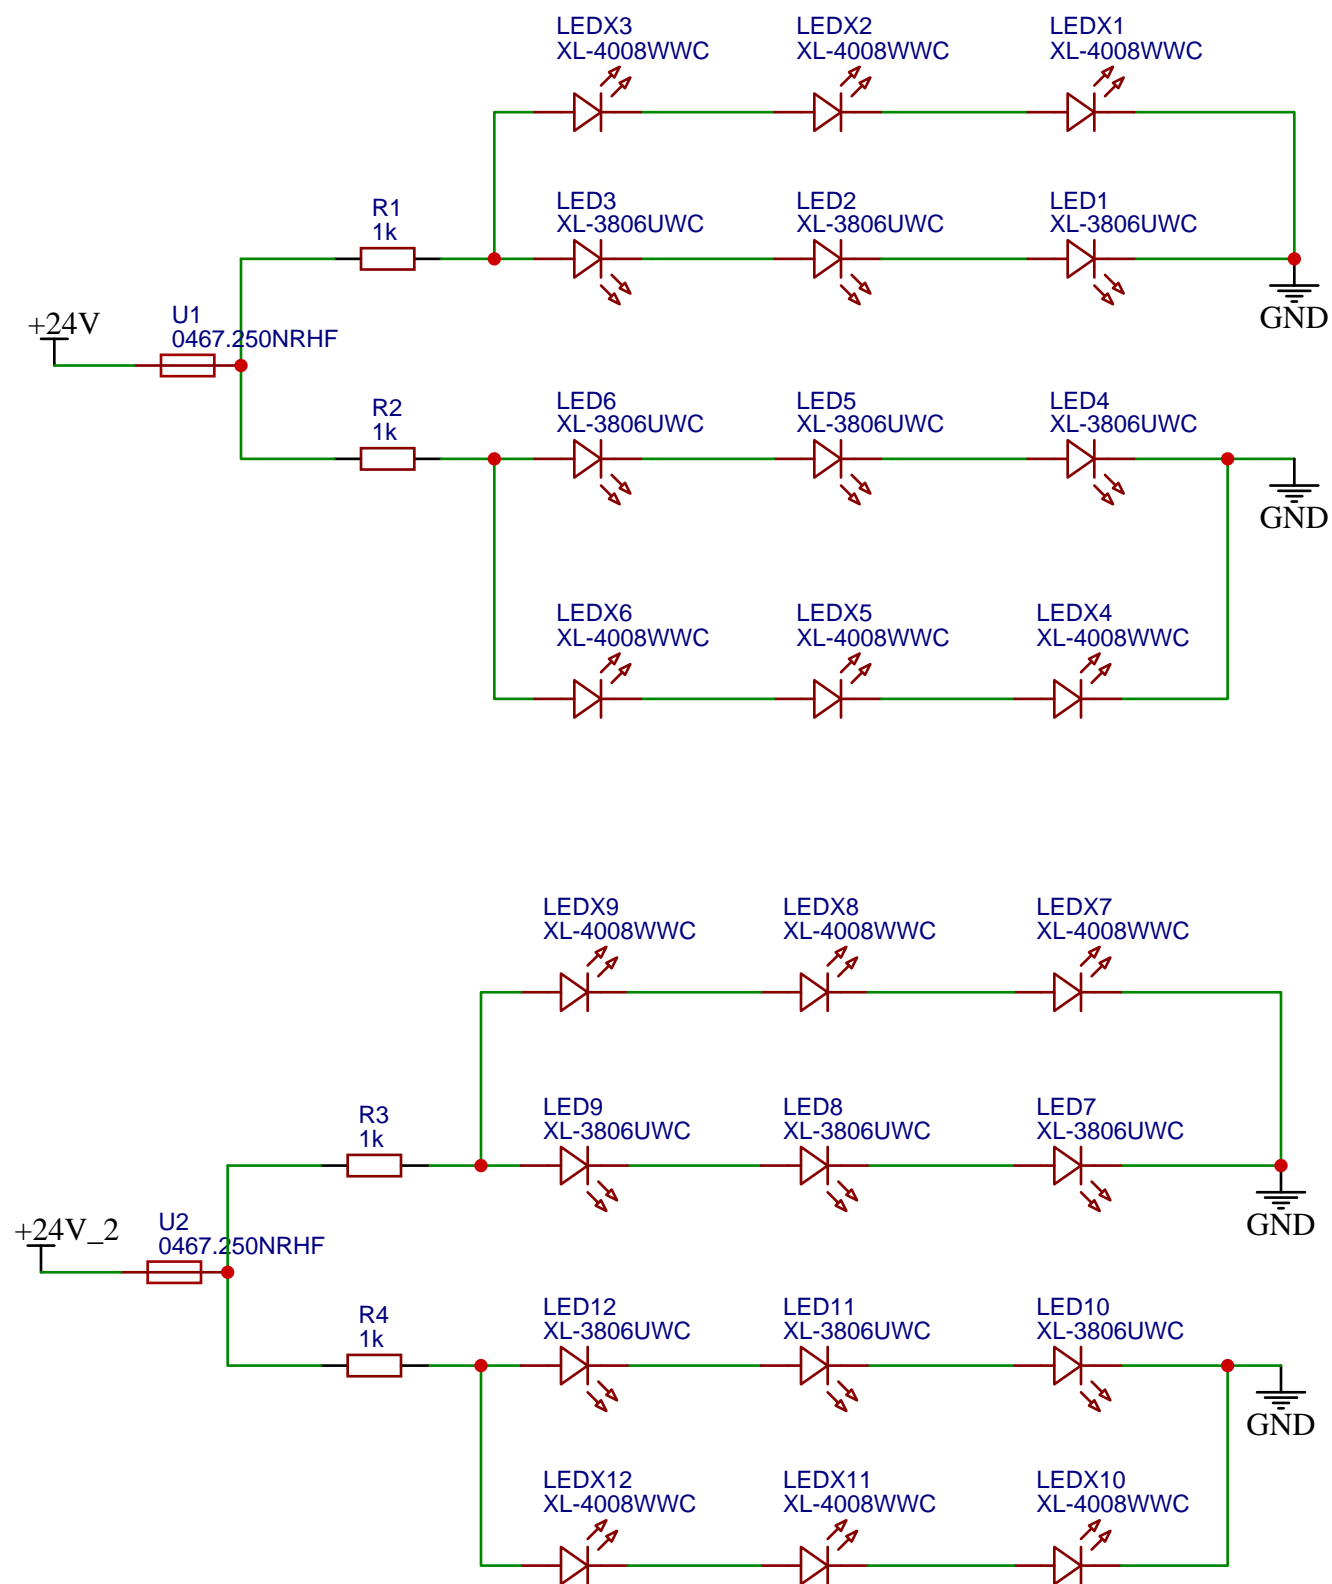 LEDX3
XL-4008WWC
LEDX2
XL-4008WWC
LEDX1
XL-4008WWC
R1
1k
LED3
XL-3806UWC
LED2
XL-3806UWC
LED1
XL-3806UWC
GND
+24V
U1
0467.250NRHF
R2
1k
LED6
XL-3806UWC
LED5
XL-3806UWC
LED4
XL-3806UWC
GND
LEDX6
XL-4008WWC
LEDX5
XL-4008WWC
LEDX4
XL-4008WWC
LEDX9
XL-4008WWC
LEDX8
XL-4008WWC
LEDX7
XL-4008WWC
R3
1k
LED9
XL-3806UWC
LED8
XL-3806UWC
LED7
XL-3806UWC
GND
+24V_2
U2
0467.250NRHF
R4
1k
LED12
XL-3806UWC
LED11
XL-3806UWC
LED10
XL-3806UWC
GND
LEDX12
XL-4008WWC
LEDX11
XL-4008WWC
LEDX10
XL-4008WWC